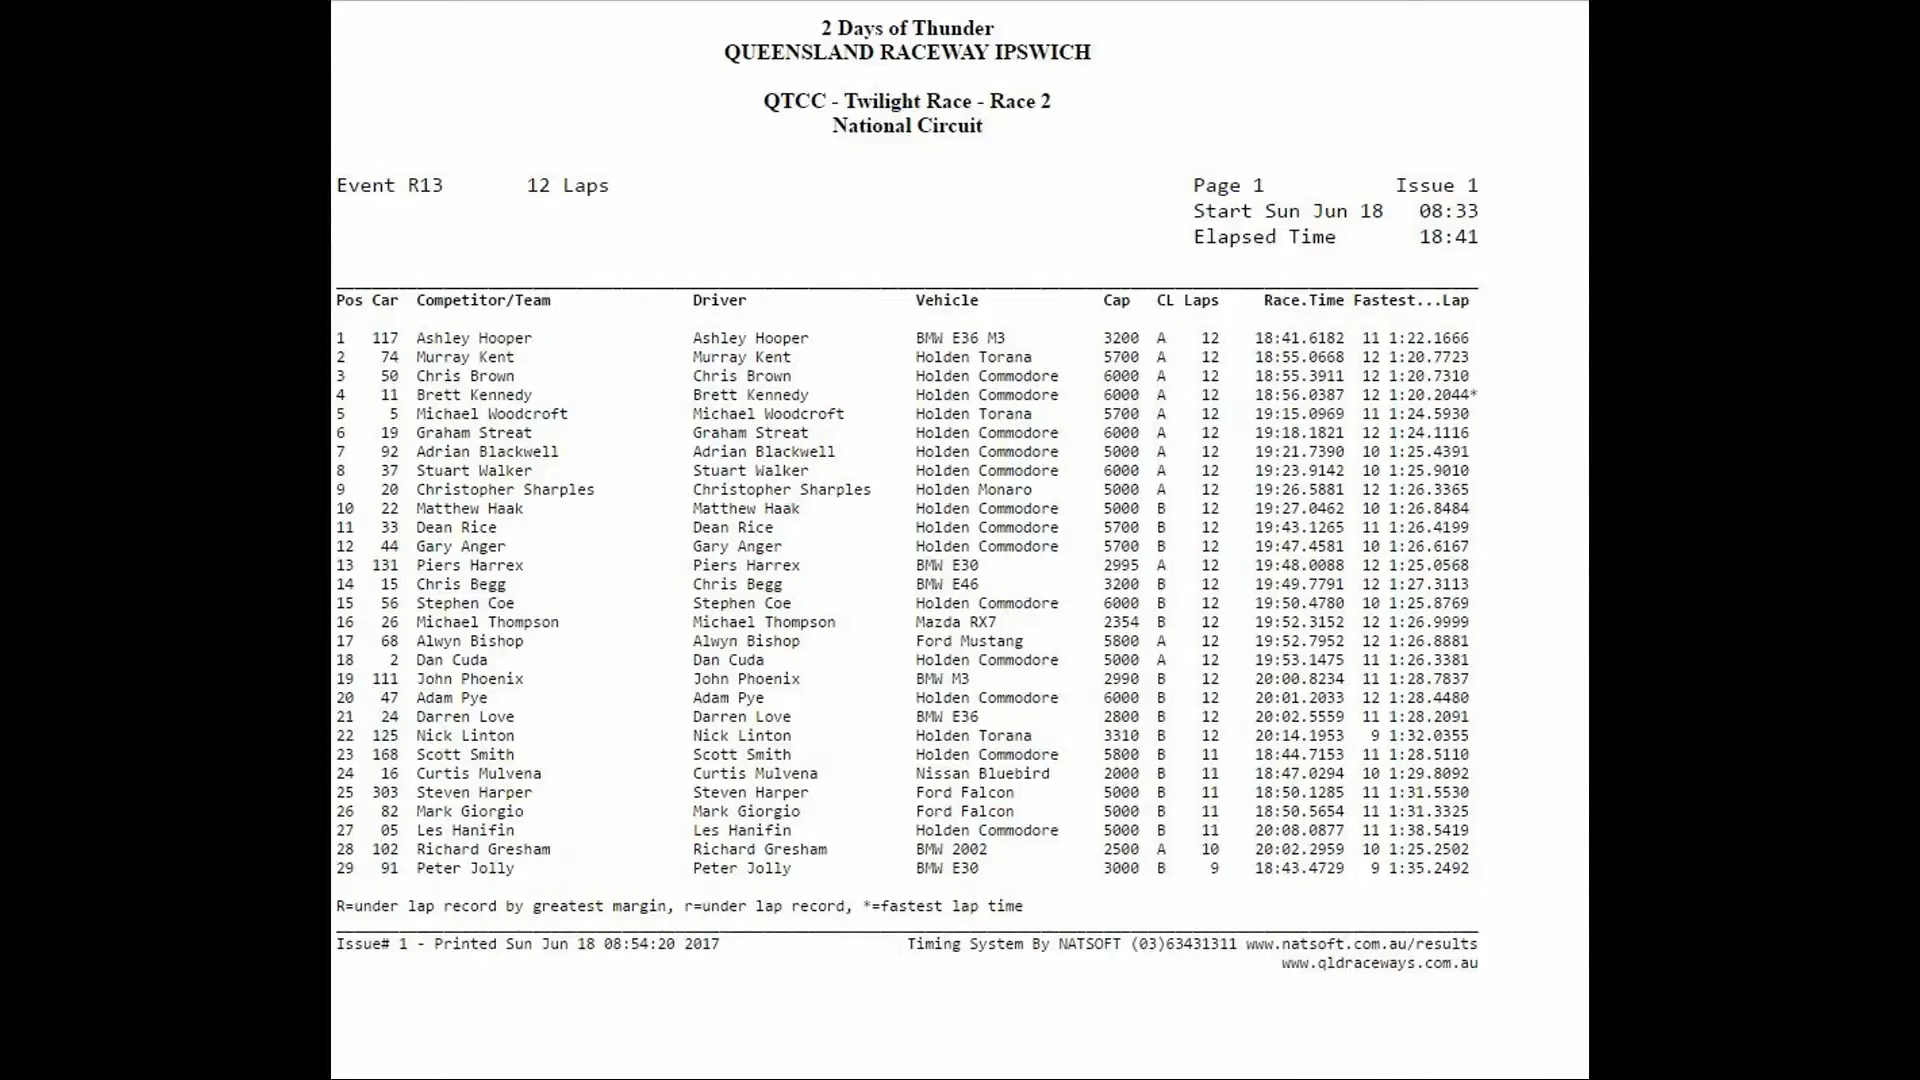 2 Days of Thunder
QUEENSLAND RACEWAY IPSWICH
QTCC - Twilight Race - Race 2
National Circuit
Event R13 12 Laps Page 1 Issue 1
Start Sun Jun 18 08:33
Elapsed Time 18:41
Pos Car Competitor/Team Driver Vehicle Cap CL Laps Race.Time Fastest...Lap
1 117 Ashley Hooper Ashley Hooper BMW E36 M3 3200 A 12 18:41.6182 11 1:22.1666
2 74 Murray Kent Murray Kent Holden Torana 5700 A 12 18:55.0668 12 1:20.7723
3 50 Chris Brown Chris Brown Holden Commodore 6000 A 12 18:55.3911 12 1:20.7310
4 11 Brett Kennedy Brett Kennedy Holden Commodore 6000 A 12 18:56.0387 12 1:20.2044*
5 5 Michael Woodcroft Michael Woodcroft Holden Torana 5700 A 12 19:15.0969 11 1:24.5930
6 19 Graham Streat Graham Streat Holden Commodore 6000 A 12 19:18.1821 12 1:24.1116
7 92 Adrian Blackwell Adrian Blackwell Holden Commodore 5000 A 12 19:21.7390 10 1:25.4391
8 37 Stuart Walker Stuart Walker Holden Commodore 6000 A 12 19:23.9142 10 1:25.9010
9 20 Christopher Sharples Christopher Sharples Holden Monaro 5000 A 12 19:26.5881 12 1:26.3365
10 22 Matthew Haak Matthew Haak Holden Commodore 5000 B 12 19:27.0462 10 1:26.8484
11 33 Dean Rice Dean Rice Holden Commodore 5700 B 12 19:43.1265 11 1:26.4199
12 44 Gary Anger Gary Anger Holden Commodore 5700 B 12 19:47.4581 10 1:26.6167
13 131 Piers Harrex Piers Harrex BMW E30 2995 A 12 19:48.0088 12 1:25.0568
14 15 Chris Begg Chris Begg BMW E46 3200 B 12 19:49.7791 12 1:27.3113
15 56 Stephen Coe Stephen Coe Holden Commodore 6000 B 12 19:50.4780 10 1:25.8769
16 26 Michael Thompson Michael Thompson Mazda RX7 2354 B 12 19:52.3152 12 1:26.9999
17 68 Alwyn Bishop Alwyn Bishop Ford Mustang 5800 A 12 19:52.7952 12 1:26.8881
18 2 Dan Cuda Dan Cuda Holden Commodore 5000 A 12 19:53.1475 11 1:26.3381
19 111 John Phoenix John Phoenix BMW M3 2990 B 12 20:00.8234 11 1:28.7837
20 47 Adam Pye Adam Pye Holden Commodore 6000 B 12 20:01.2033 12 1:28.4480
21 24 Darren Love Darren Love BMW E36 2800 B 12 20:02.5559 11 1:28.2091
22 125 Nick Linton Nick Linton Holden Torana 3310 B 12 20:14.1953 9 1:32.0355
23 168 Scott Smith Scott Smith Holden Commodore 5800 B 11 18:44.7153 11 1:28.5110
24 16 Curtis Mulvena Curtis Mulvena Nissan Bluebird 2000 B 11 18:47.0294 10 1:29.8092
25 303 Steven Harper Steven Harper Ford Falcon 5000 B 11 18:50.1285 11 1:31.5530
26 82 Mark Giorgio Mark Giorgio Ford Falcon 5000 B 11 18:50.5654 11 1:31.3325
27 05 Les Hanifin Les Hanifin Holden Commodore 5000 B 11 20:08.0877 11 1:38.5419
28 102 Richard Gresham Richard Gresham BMW 2002 2500 A 10 20:02.2959 10 1:25.2502
29 91 Peter Jolly Peter Jolly BMW E30 3000 B 9 18:43.4729 9 1:35.2492
R=under lap record by greatest margin, r=under lap record, *=fastest lap time
Issue# 1 - Printed Sun Jun 18 08:54:20 2017 Timing System By NATSOFT (03)63431311 www.natsoft.com.au/results
www.qldraceways.com.au